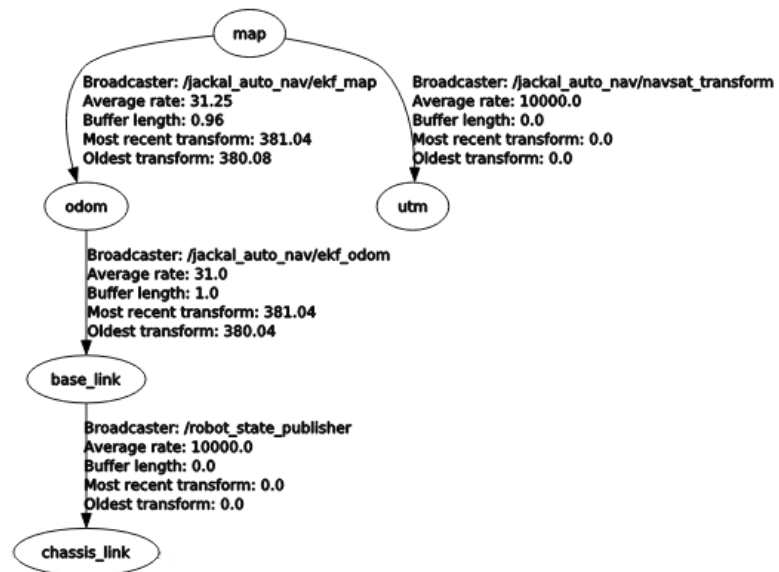 map
Broadcaster: /jackal_auto_nav/ekf_map
Average rate: 31.25
Buffer length: 0.96
Most recent transform: 381.04
Oldest transform: 380.08
Broadcaster: /jackal_auto_nav/navsat_transform
Average rate: 10000.0
Buffer length: 0.0
Most recent transform: 0.0
Oldest transform: 0.0
odom
utm
Broadcaster: /jackal_auto_nav/ekf_odom
Average rate: 31.0
Buffer length: 1.0
Most recent transform: 381.04
Oldest transform: 380.04
base_link
Broadcaster: /robot_state_publisher
Average rate: 10000.0
Buffer length: 0.0
Most recent transform: 0.0
Oldest transform: 0.0
chassis_link